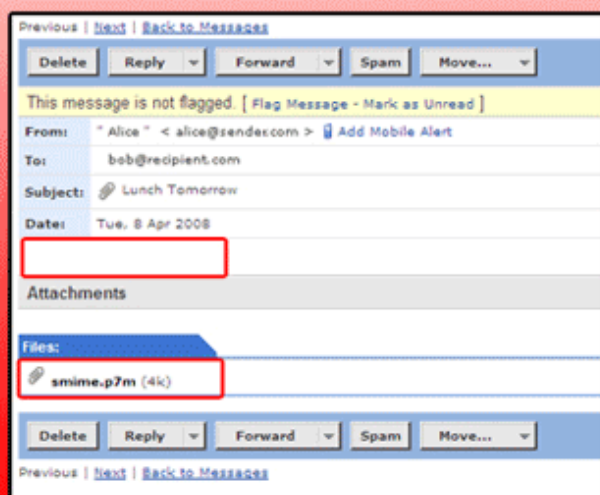 Previous | Next | Back to Messages
Delete Reply Forward Spam Move...
This message is not flagged. [ Flag Message - Mark as Unread ]
From: " Alice " < alice@sender.com > Add Mobile Alert
To: bob@recipient.com
Subject: Lunch Tomorrow
Date: Tue, 8 Apr 2008
Attachments
Files:
smime.p7m (4k)
Delete Reply Forward Spam Move...
Previous | Next | Back to Messages